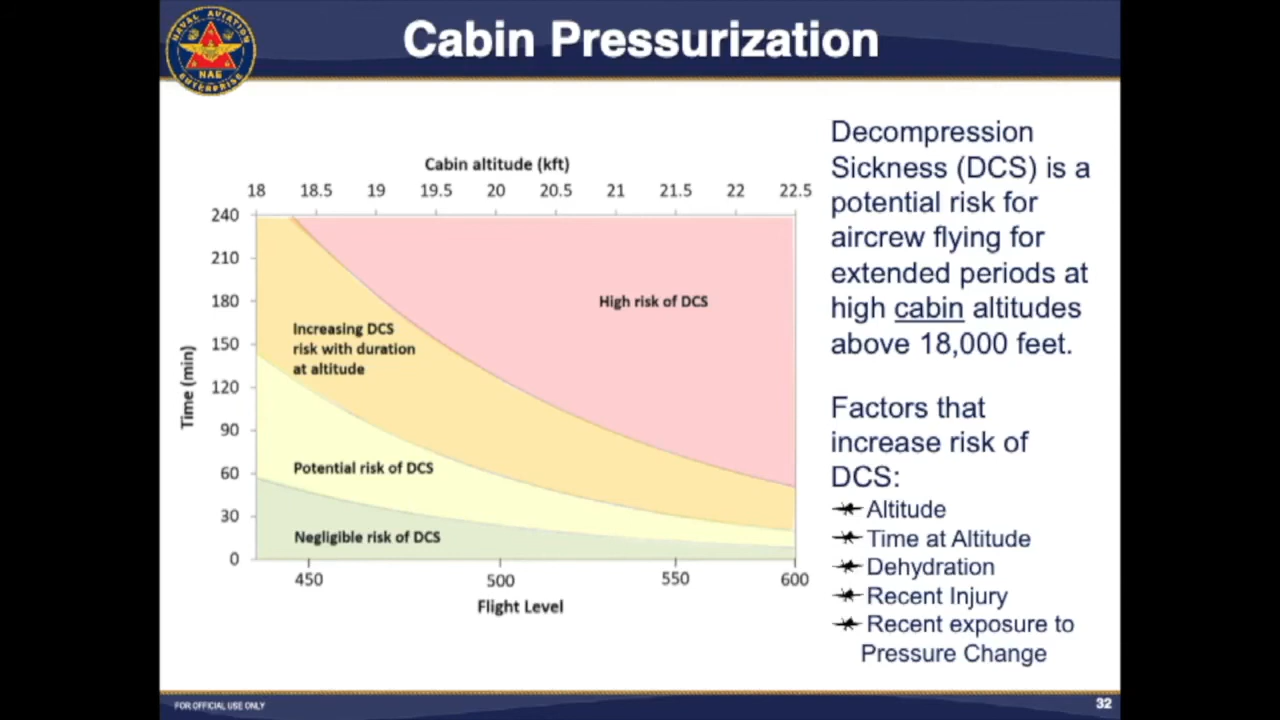 NAVAL AVIATION
NAE
ENTERPRISE
Cabin Pressurization
Cabin altitude (kft)
18 18.5 19 19.5 20 20.5 21 21.5 22 22.5
240
210
180
150
120
90
60
30
0
Time (min)
High risk of DCS
Increasing DCS
risk with duration
at altitude
Potential risk of DCS
Negligible risk of DCS
450 500 550 600
Flight Level
Decompression
Sickness (DCS) is a
potential risk for
aircrew flying for
extended periods at
high cabin altitudes
above 18,000 feet.
Factors that
increase risk of
DCS:
Altitude
Time at Altitude
Dehydration
Recent Injury
Recent exposure to
Pressure Change
FOR OFFICIAL USE ONLY
32